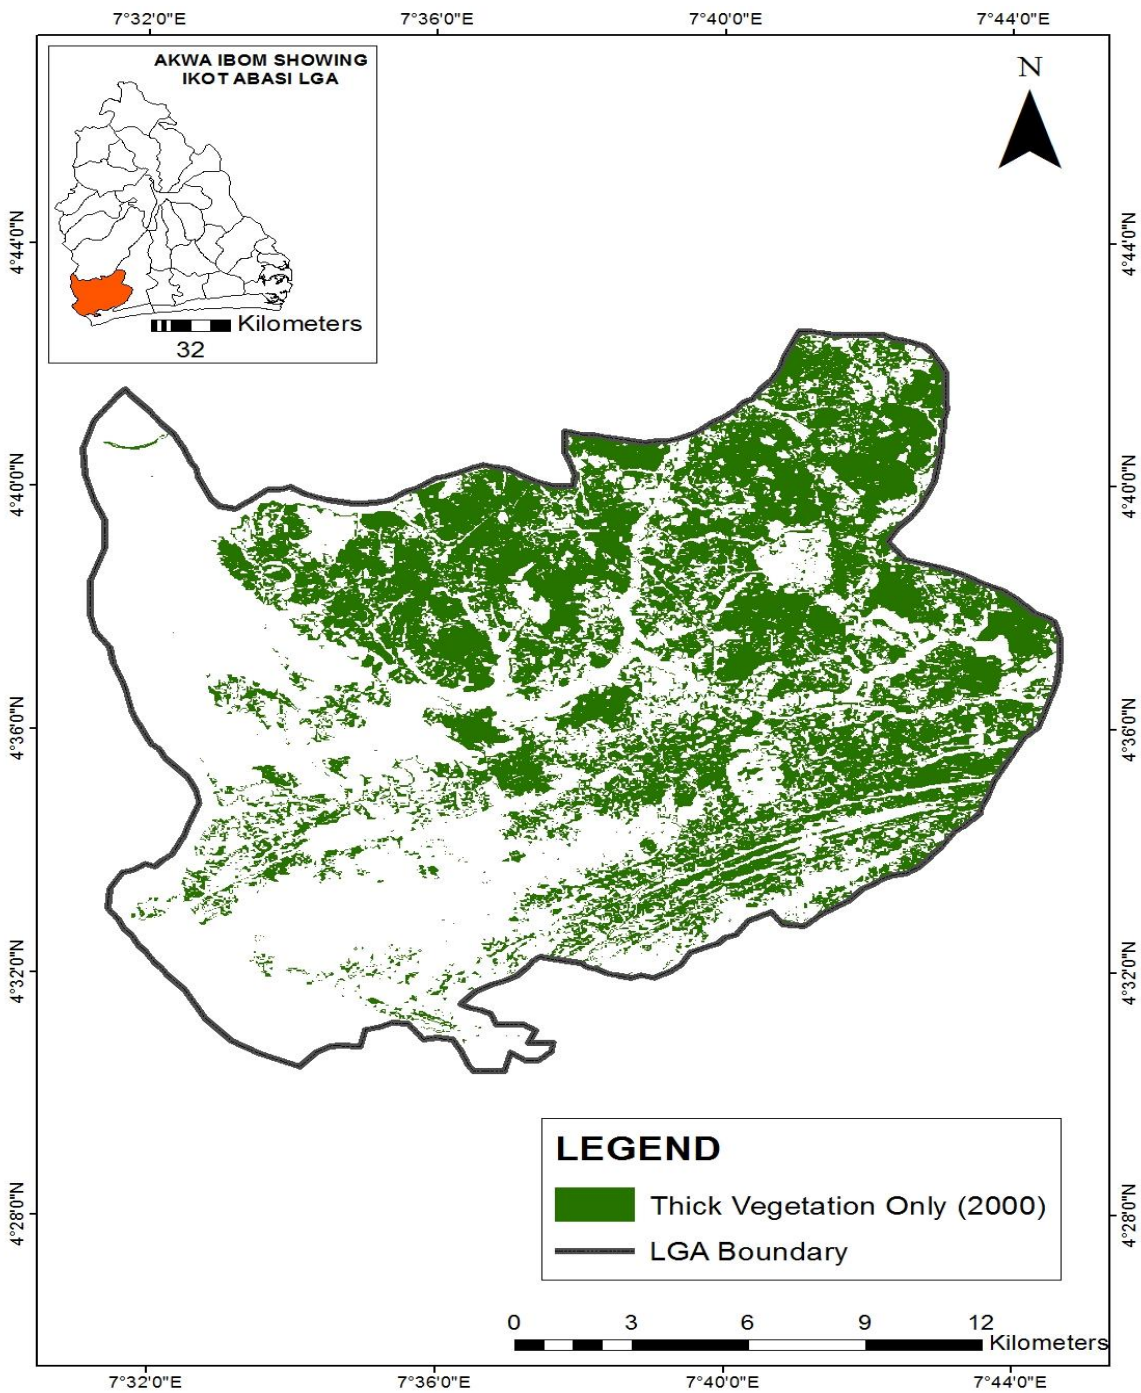 7°32'0"E 7°36'0"E 7°40'0"E 7°44'0"E
AKWA IBOM SHOWING
IKOT ABASI LGA
N
4°44'0"N 4°44'0"N
Kilometers
32
4°40'0"N 4°40'0"N
4°36'0"N 4°36'0"N
4°32'0"N 4°32'0"N
LEGEND
Thick Vegetation Only (2000)
4°28'0"N 4°28'0"N
LGA Boundary
0 3 6 9 12
Kilometers
7°32'0"E 7°36'0"E 7°40'0"E 7°44'0"E